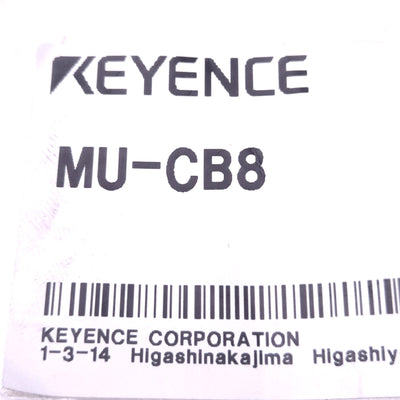 KEYENCE
MU-CB8
KEYENCE CORPORATION
1-3-14 Higashinakajima